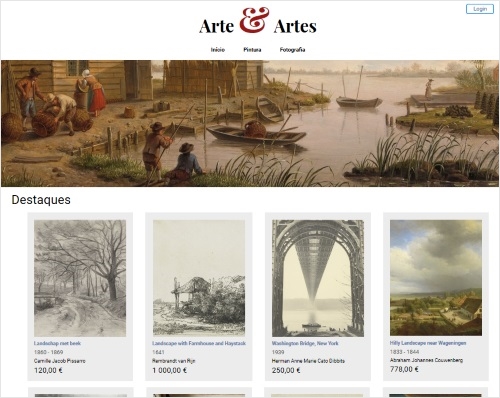 Login
Arte & Artes
Início Pintura Fotografia
Destaques
Landschap met beek
1860 - 1869
Camille Jacob Pissarro
120,00 €
Landscape with Farmhouse and Haystack
1641
Rembrandt van Rijn
1 000,00 €
Washington Bridge, New York
1939
Herman Anne Marie Cato Gibbits
250,00 €
Hilly Landscape near Wageningen
1833 - 1844
Abraham Johannes Couwenberg
778,00 €